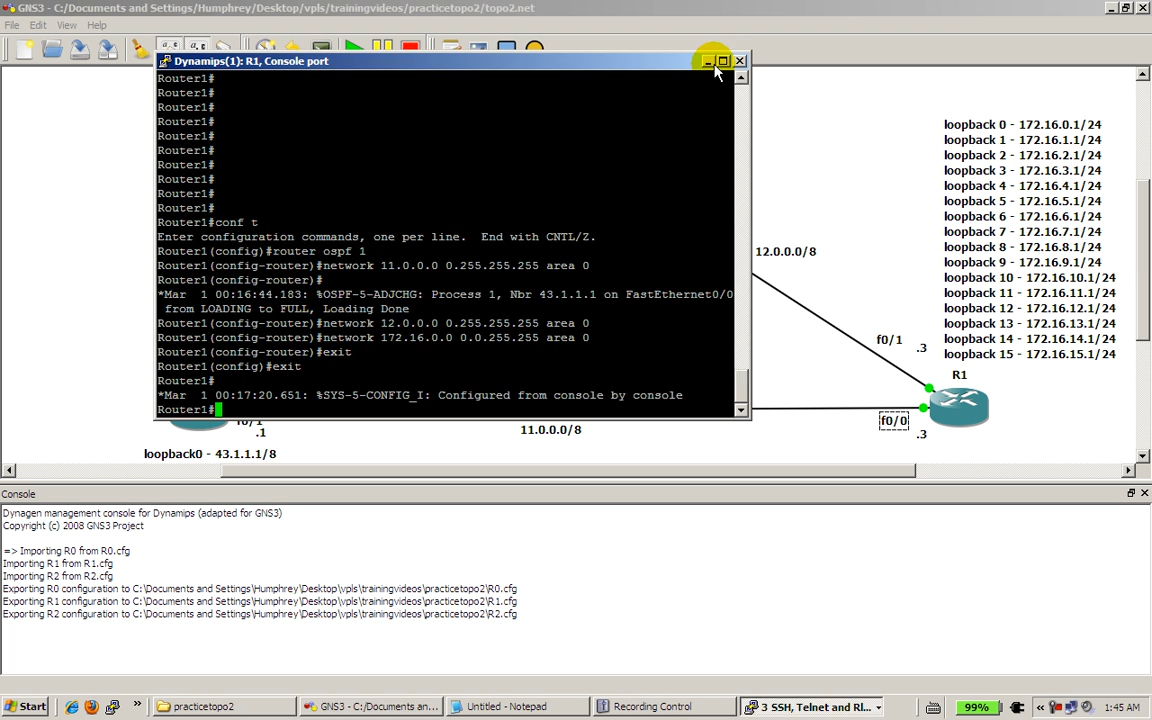 GNS3 - C:/Documents and Settings/Humphrey/Desktop/vpls/trainingvideos/practicetopo2/topo2.net
File Edit View Help
Dynamips(1): R1, Console port
Router1#
Router1#
Router1#
Router1#
Router1#
Router1#
Router1#
Router1#
Router1#
Router1#
Router1#conf t
Enter configuration commands, one per line.  End with CNTL/Z.
Router1(config)#router ospf 1
Router1(config-router)#network 11.0.0.0 0.255.255.255 area 0
Router1(config-router)#
*Mar  1 00:16:44.183: %OSPF-5-ADJCHG: Process 1, Nbr 43.1.1.1 on FastEthernet0/0
from LOADING to FULL, Loading Done
Router1(config-router)#network 12.0.0.0 0.255.255.255 area 0
Router1(config-router)#network 172.16.0.0 0.0.255.255 area 0
Router1(config-router)#exit
Router1(config)#exit
Router1#
*Mar  1 00:17:20.651: %SYS-5-CONFIG_I: Configured from console by console
Router1#
loopback 0 - 172.16.0.1/24
loopback 1 - 172.16.1.1/24
loopback 2 - 172.16.2.1/24
loopback 3 - 172.16.3.1/24
loopback 4 - 172.16.4.1/24
loopback 5 - 172.16.5.1/24
loopback 6 - 172.16.6.1/24
loopback 7 - 172.16.7.1/24
loopback 8 - 172.16.8.1/24
loopback 9 - 172.16.9.1/24
loopback 10 - 172.16.10.1/24
loopback 11 - 172.16.11.1/24
loopback 12 - 172.16.12.1/24
loopback 13 - 172.16.13.1/24
loopback 14 - 172.16.14.1/24
loopback 15 - 172.16.15.1/24
12.0.0.0/8
f0/1
.3
R1
f0/0
.3
f0/1
.1
11.0.0.0/8
loopback0 - 43.1.1.1/8
Console
Dynagen management console for Dynamips (adapted for GNS3)
Copyright (c) 2008 GNS3 Project
=> Importing R0 from R0.cfg
Importing R1 from R1.cfg
Importing R2 from R2.cfg
Exporting R0 configuration to C:\Documents and Settings\Humphrey\Desktop\vpls\trainingvideos\practicetopo2\R0.cfg
Exporting R1 configuration to C:\Documents and Settings\Humphrey\Desktop\vpls\trainingvideos\practicetopo2\R1.cfg
Exporting R2 configuration to C:\Documents and Settings\Humphrey\Desktop\vpls\trainingvideos\practicetopo2\R2.cfg
Start practicetopo2 GNS3 - C:/Documents an... Untitled - Notepad Recording Control 3 SSH, Telnet and Rl... 99% 1:45 AM